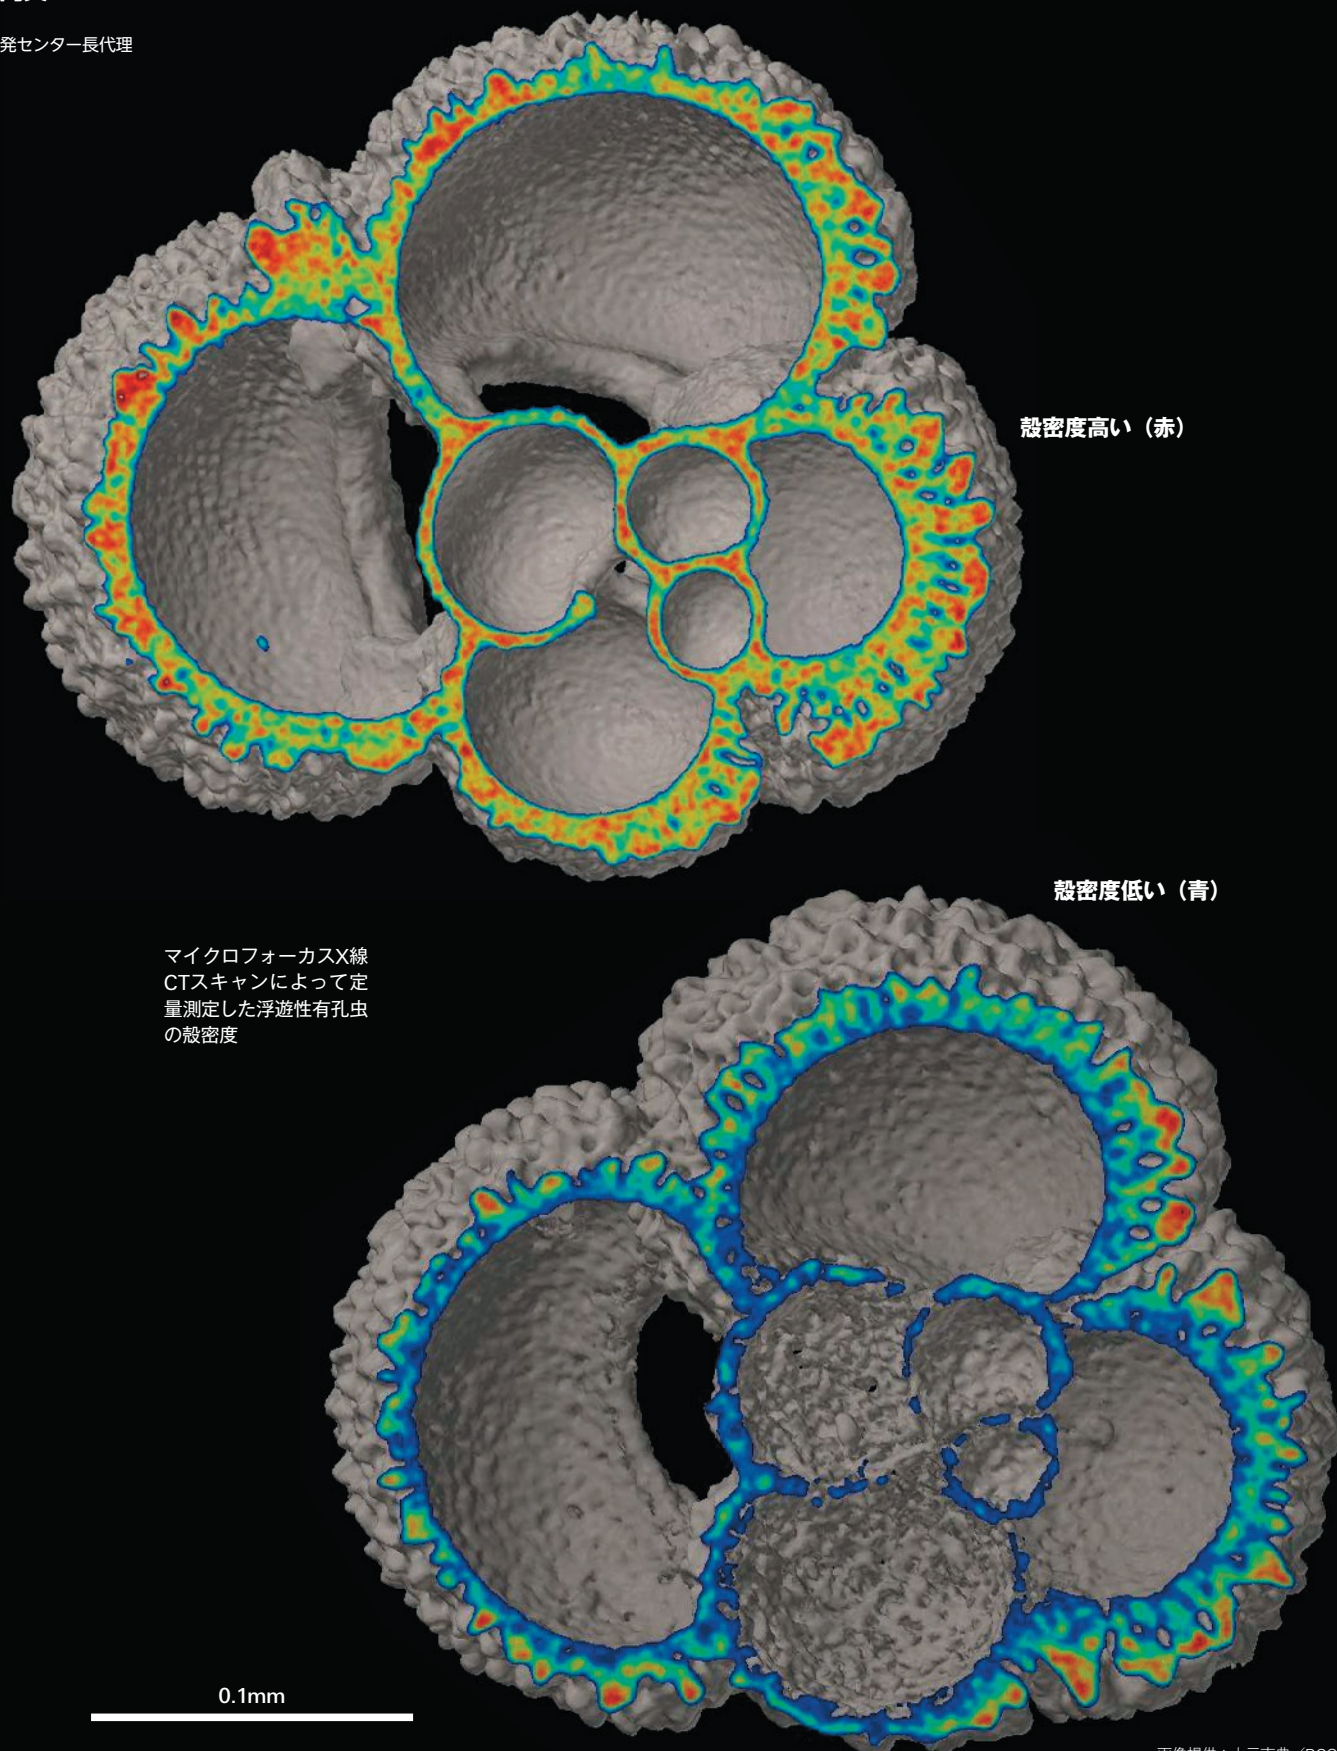 発センター長代理
殻密度高い（赤）
殻密度低い（青）
マイクロフォーカスX線
CTスキャンによって定
量測定した浮遊性有孔虫
の殻密度
0.1mm